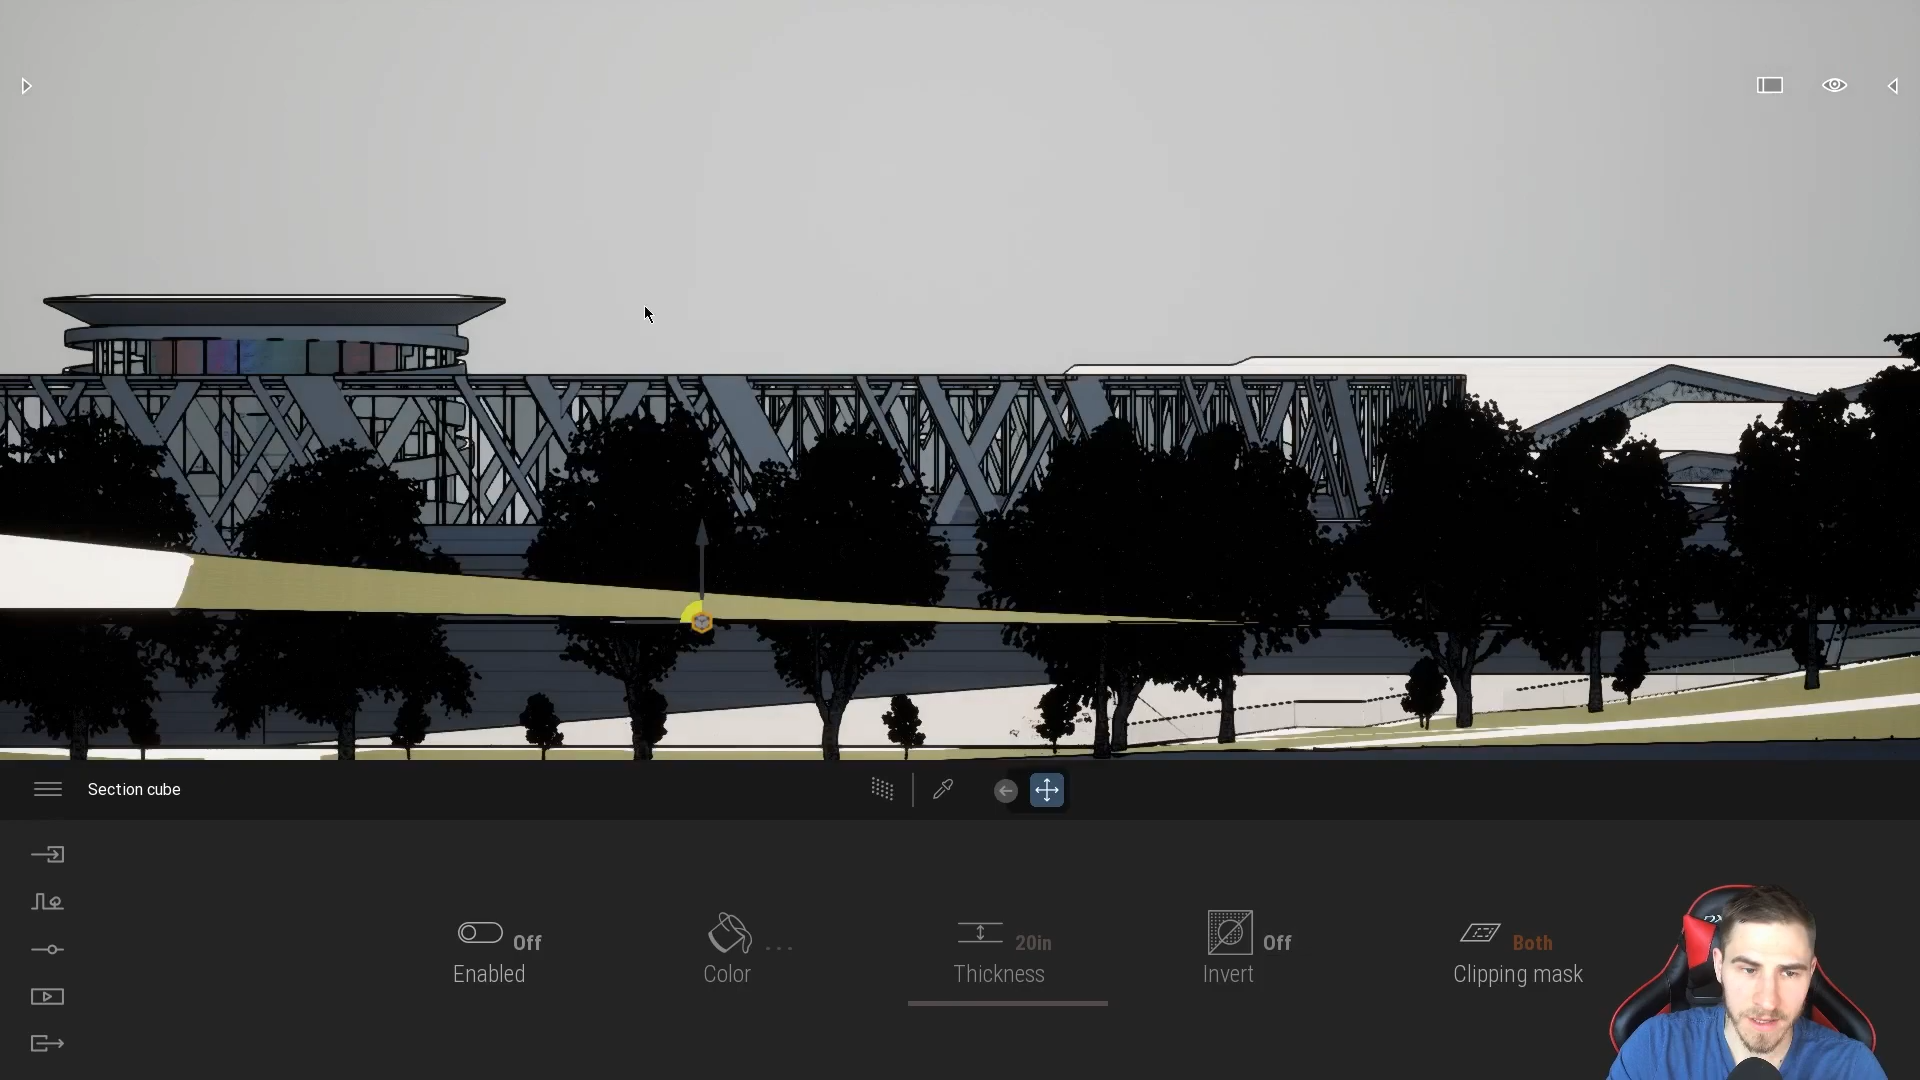 Section cube
Off
Enabled
...
Color
20in
Thickness
Off
Invert
Both
Clipping mask